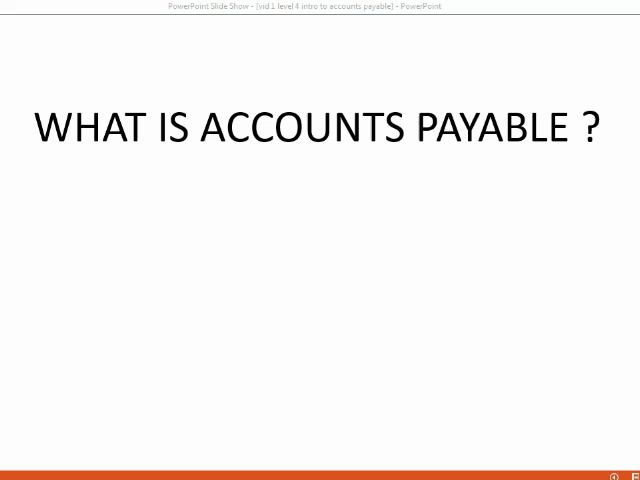 PowerPoint Slide Show - [vid 1 level 4 intro to accounts payable] - PowerPoint
WHAT IS ACCOUNTS PAYABLE ?